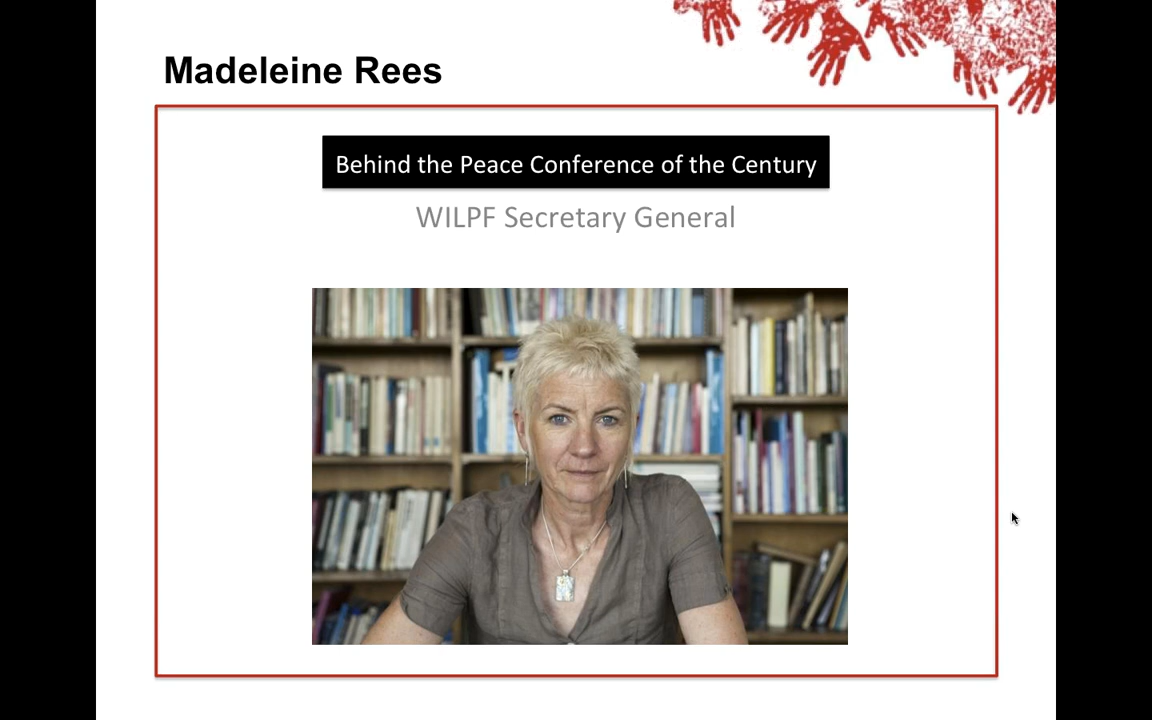 Madeleine Rees
Behind the Peace Conference of the Century
WILPF Secretary General